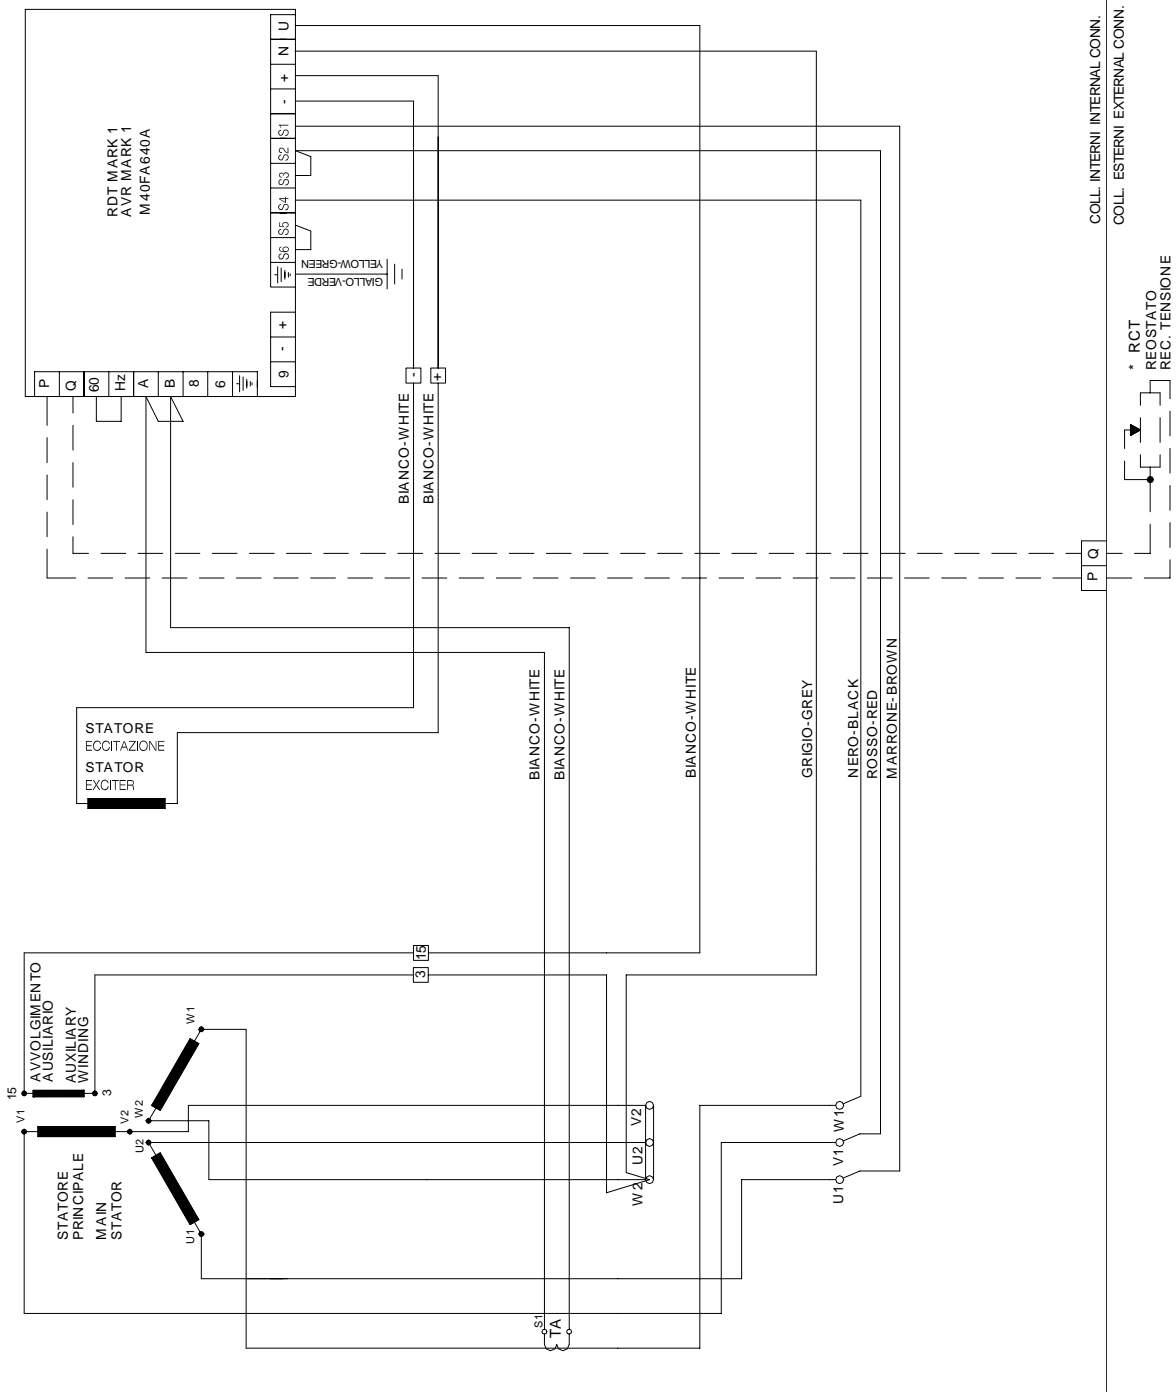 RDT MARK 1
AVR MARK 1
M40FA640A
U
N
+
-
S1
S2
S3
S4
S5
S6
+
-
9
P
Q
60
Hz
A
B
8
6
GIALLO-VERDE
YELLOW-GREEN
-
+
BIANCO-WHITE
BIANCO-WHITE
COLL. INTERNI INTERNAL CONN.
COLL. ESTERNI EXTERNAL CONN.
* RCT
REOSTATO
REC. TENSIONE
P
Q
STATORE
ECCITAZIONE
STATOR
EXCITER
BIANCO-WHITE
BIANCO-WHITE
BIANCO-WHITE
GRIGIO-GREY
NERO-BLACK
ROSSO-RED
MARRONE-BROWN
15
3
AVVOLGIMENTO
AUSILIARIO
AUXILIARY
WINDING
15
3
V1
V2
W2
W1
U2
U1
STATORE
PRINCIPALE
MAIN
STATOR
V2
U2
W2
W1
V1
U1
S1
TA